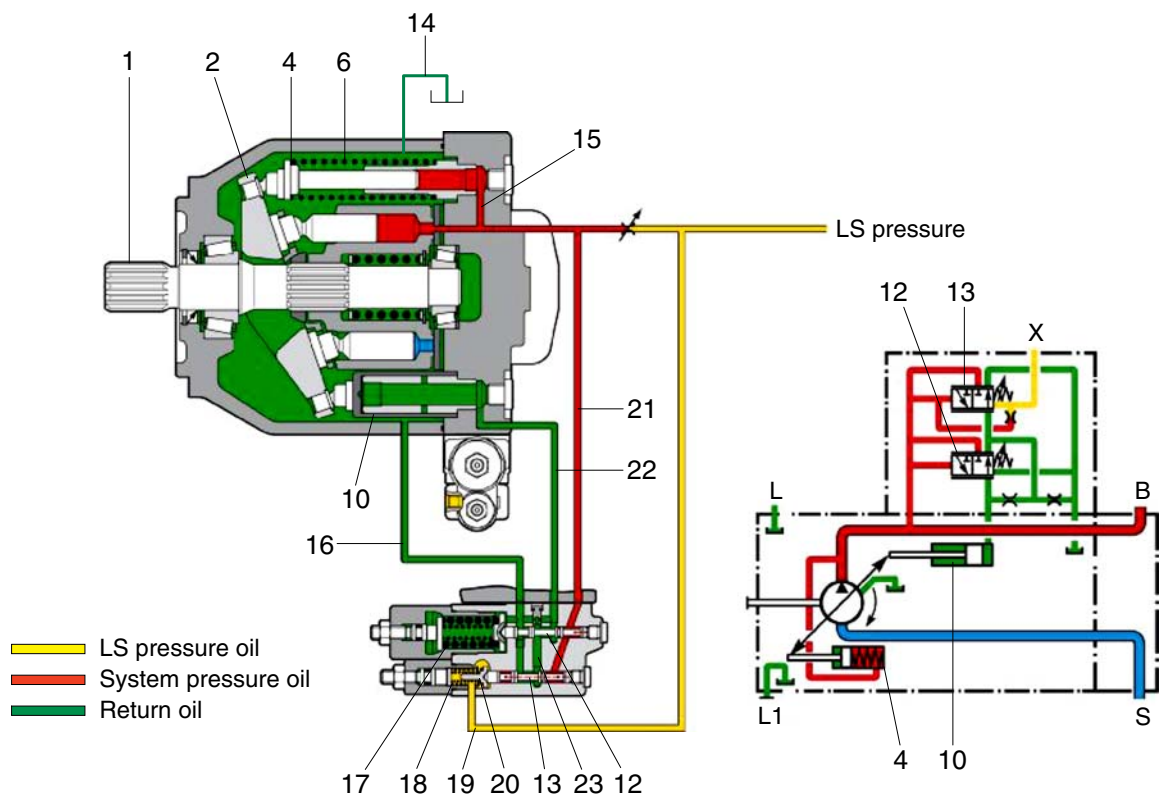 14
1 2 4 6
15
LS pressure
12 13
X
21
22
10
L
B
16
10
LS pressure oil
System pressure oil
Return oil
L1
S
4
17 18 19 20 13 23 12